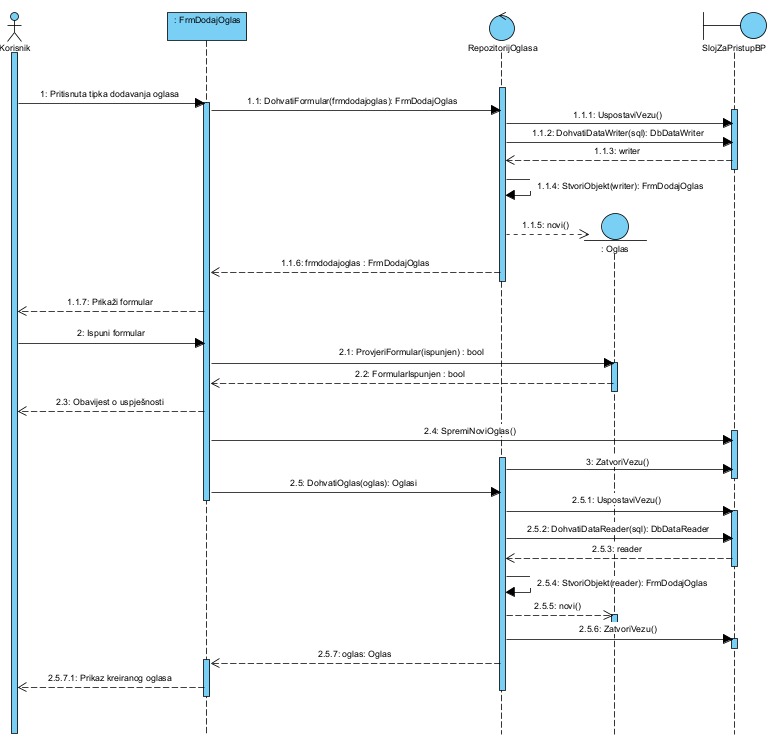 : FrmDodajOglas
Korisnik
RepozitorijOglasa
SlojZaPristupBP
1: Pritisnuta tipka dodavanja oglasa
1.1: DohvatiFormular(frmdodajoglas): FrmDodajOglas
1.1.1: UspostaviVezu()
1.1.2: DohvatiDataWriter(sql): DbDataWriter
1.1.3: writer
1.1.4: StvoriObjekt(writer): FrmDodajOglas
1.1.5: novi()
: Oglas
1.1.6: frmdodajoglas : FrmDodajOglas
1.1.7: Prikaži formular
2: Ispuni formular
2.1: ProvjeriFormular(ispunjen) : bool
2.2: FormularIspunjen : bool
2.3: Obavijest o uspješnosti
2.4: SpremiNoviOglas()
3: ZatvoriVezu()
2.5: DohvatiOglas(oglas): Oglasi
2.5.1: UspostaviVezu()
2.5.2: DohvatiDataReader(sql): DbDataReader
2.5.3: reader
2.5.4: StvoriObjekt(reader): FrmDodajOglas
2.5.5: novi()
2.5.6: ZatvoriVezu()
2.5.7: oglas: Oglas
2.5.7.1: Prikaz kreiranog oglasa